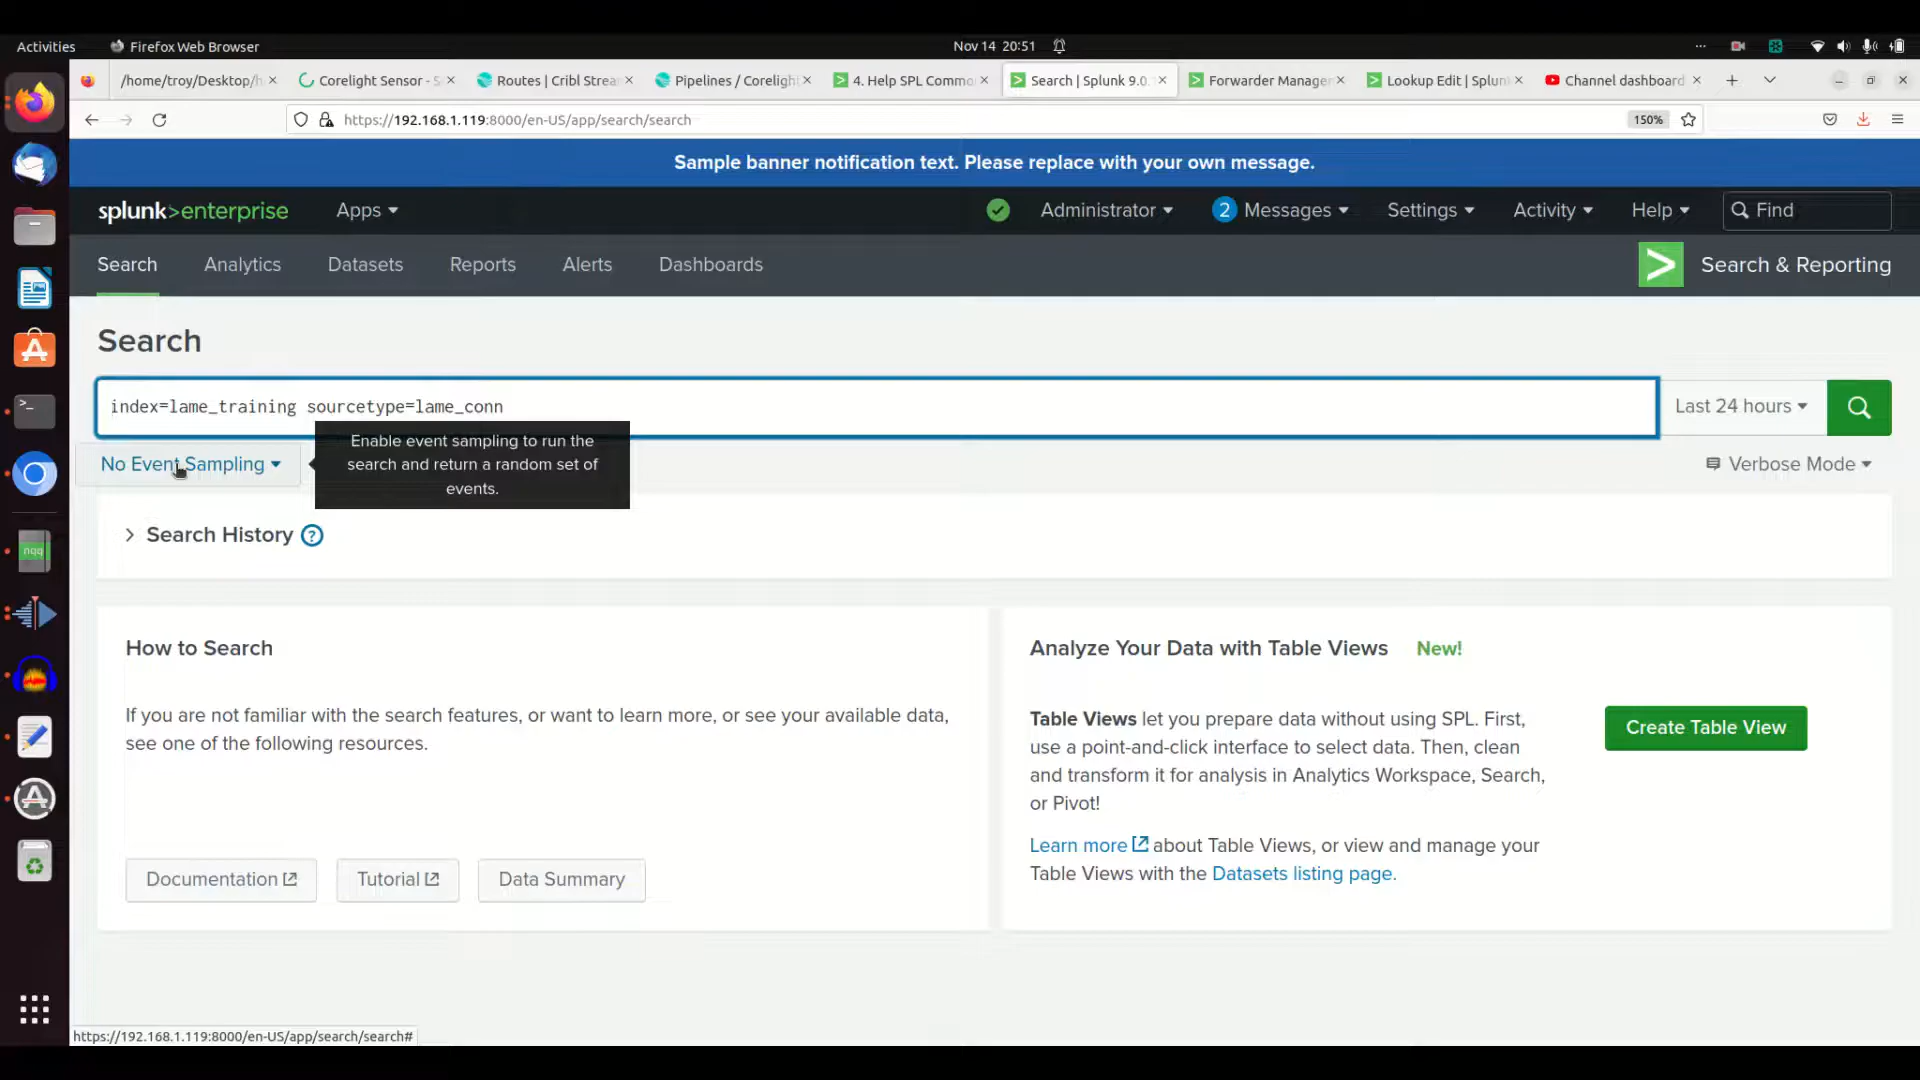 Activities
Firefox Web Browser
Nov 14 20:51
/home/troy/Desktop/h
Corelight Sensor - S
Routes | Cribl Strea
Pipelines / Corelight
4. Help SPL Commo
Search | Splunk 9.0.
Forwarder Manage
Lookup Edit | Splun
Channel dashboard
https://192.168.1.119:8000/en-US/app/search/search
150%
Sample banner notification text. Please replace with your own message.
splunk>enterprise
Apps
Administrator
2 Messages
Settings
Activity
Help
Find
Search
Analytics
Datasets
Reports
Alerts
Dashboards
Search & Reporting
Search
index=lame_training sourcetype=lame_conn
Last 24 hours
No Event Sampling
Enable event sampling to run the
search and return a random set of
events.
Verbose Mode
Search History ?
How to Search
If you are not familiar with the search features, or want to learn more, or see your available data,
see one of the following resources.
Documentation
Tutorial
Data Summary
Analyze Your Data with Table Views New!
Table Views let you prepare data without using SPL. First,
use a point-and-click interface to select data. Then, clean
and transform it for analysis in Analytics Workspace, Search,
or Pivot!
Create Table View
Learn more about Table Views, or view and manage your
Table Views with the Datasets listing page.
nqq
https://192.168.1.119:8000/en-US/app/search/search#